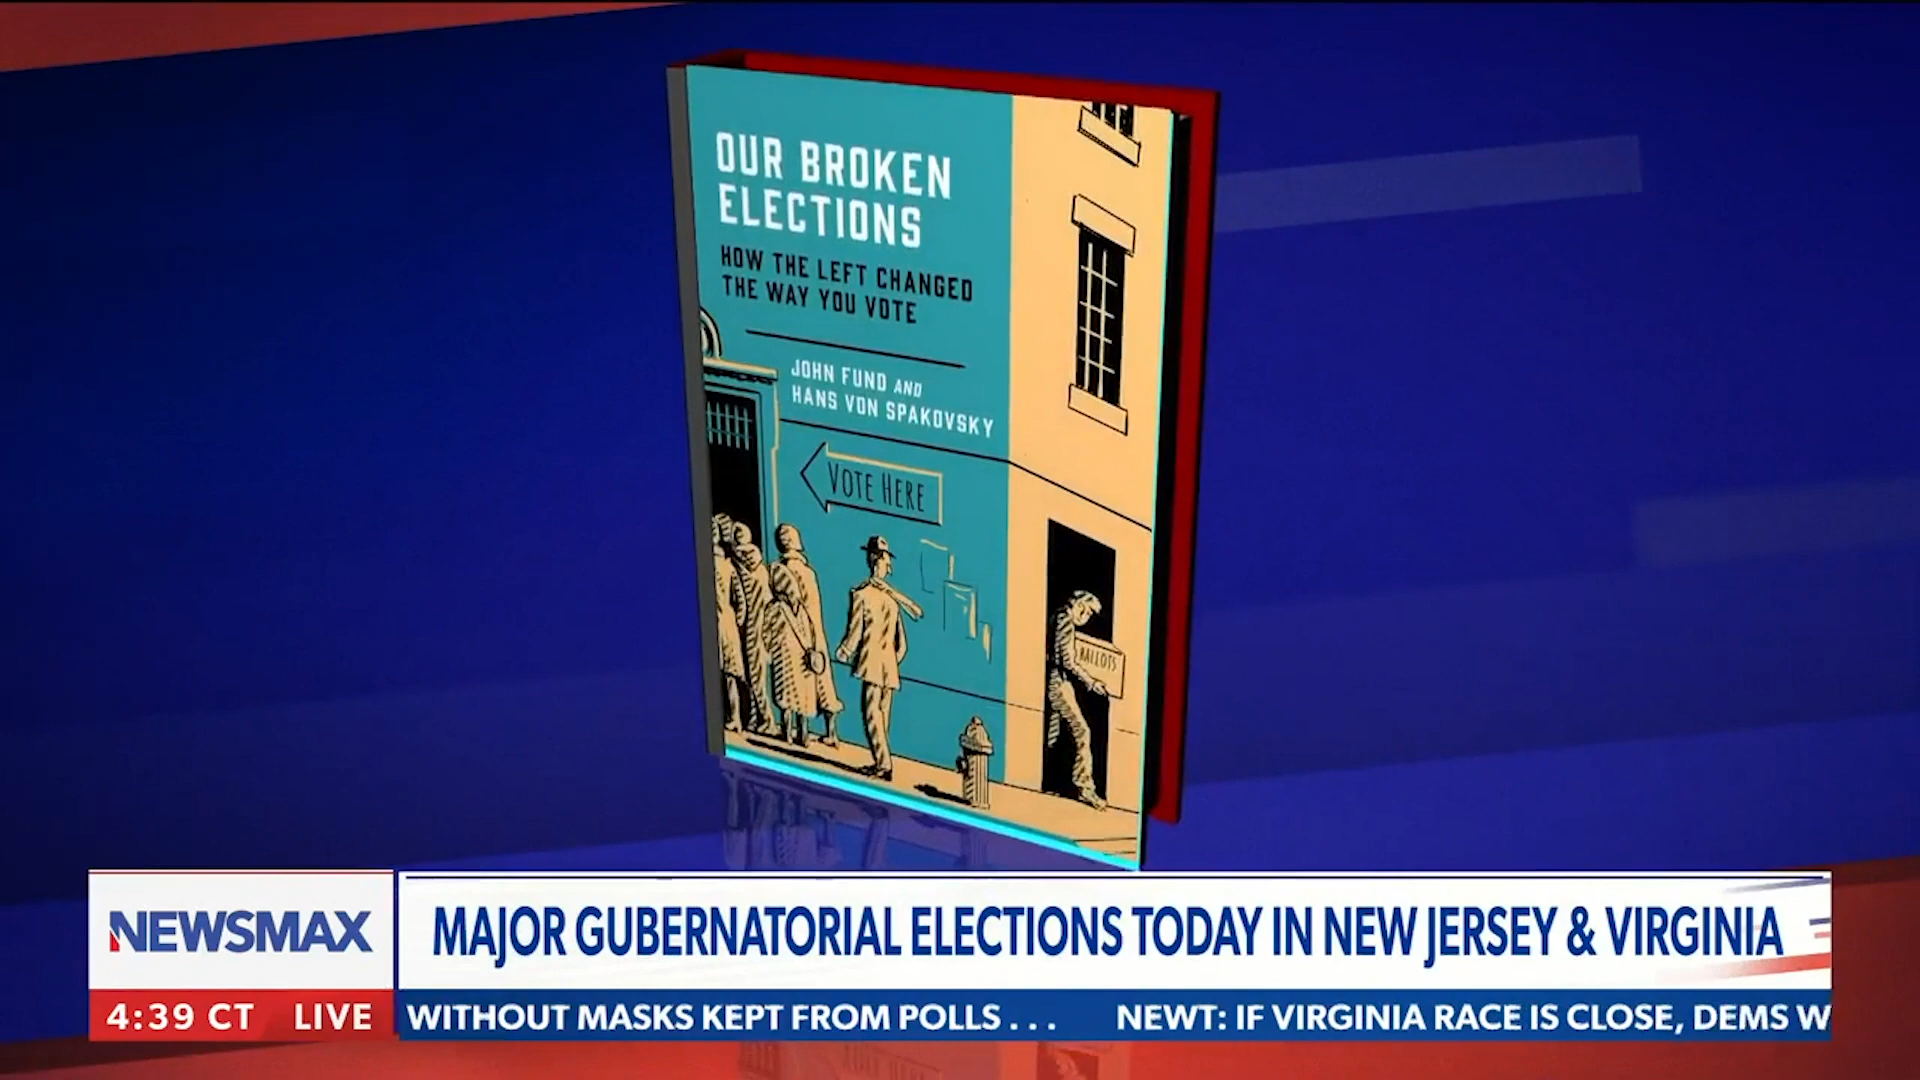 OUR BROKEN
ELECTIONS
HOW THE LEFT CHANGED
THE WAY YOU VOTE
JOHN FUND AND
HANS VON SPAKOVSKY
VOTE HERE
BALLOTS
NEWSMAX
MAJOR GUBERNATORIAL ELECTIONS TODAY IN NEW JERSEY & VIRGINIA
4:39 CT LIVE
WITHOUT MASKS KEPT FROM POLLS . . . NEWT: IF VIRGINIA RACE IS CLOSE, DEMS W